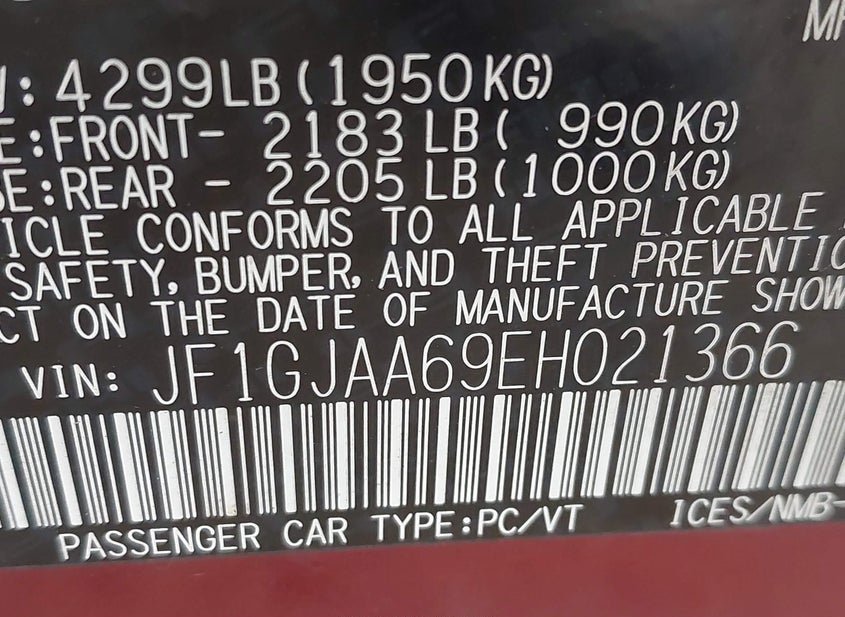 MF
W: 4299LB(1950KG)
E:FRONT- 2183 LB( 990KG)
SE:REAR - 2205 LB(1000KG)
ICLE CONFORMS TO ALL APPLICABLE
SAFETY, BUMPER, AND THEFT PREVENTIO
CT ON THE DATE OF MANUFACTURE SHOW
VIN: JF1GJAA69EH021366
PASSENGER CAR TYPE:PC/VT ICES/NMB-